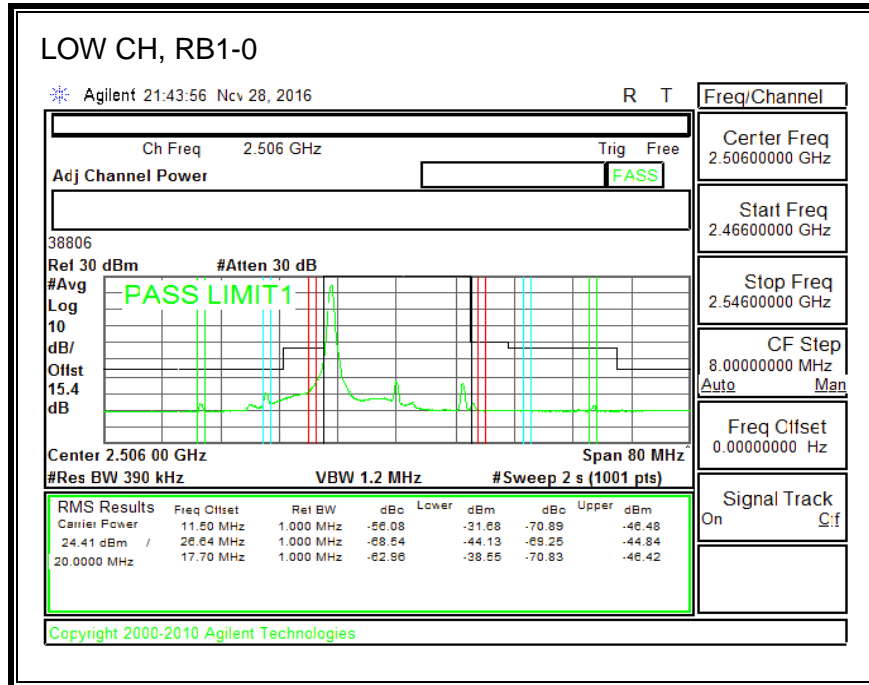 LOW CH, RB1-0
Agilent 21:43:56 Nov 28, 2016 R T
Freq/Channel
Ch Freq 2.506 GHz Trig Free
Adj Channel Power PASS
Center Freq
2.50600000 GHz
Start Freq
2.46600000 GHz
38806
Ref 30 dBm #Atten 30 dB
#Avg
Log
10
dB/
Offst
15.4
dB
PASS LIMIT1
Stop Freq
2.54600000 GHz
CF Step
8.00000000 MHz
Auto Man
Freq Offset
0.00000000 Hz
Center 2.506 00 GHz Span 80 MHz
#Res BW 390 kHz VBW 1.2 MHz #Sweep 2 s (1001 pts)
Signal Track
On Off
RMS Results Freq Offset Ref BW dBc Lower dBm dBc Upper dBm
Carrier Power 11.50 MHz 1.000 MHz -56.08 -31.68 -70.89 -46.48
24.41 dBm / 26.64 MHz 1.000 MHz -68.54 -44.13 -69.25 -44.84
20.0000 MHz 17.70 MHz 1.000 MHz -62.96 -38.55 -70.83 -46.42
Copyright 2000-2010 Agilent Technologies